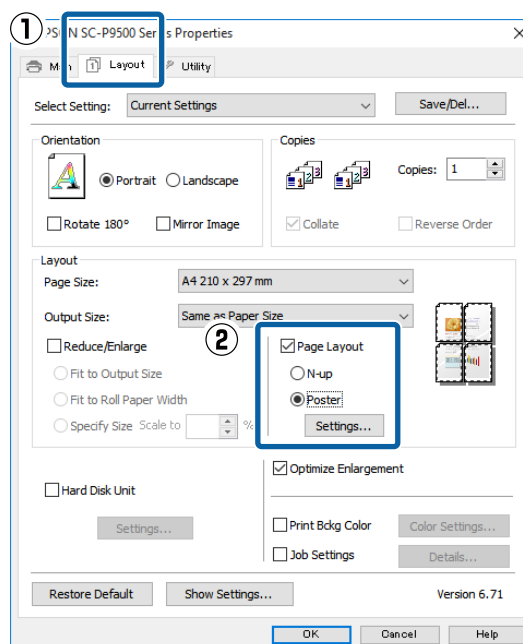 ①
PSON SC-P9500 Series Properties
Main Layout Utility
Select Setting: Current Settings Save/Del...
Orientation
Portrait Landscape
Rotate 180° Mirror Image
Copies
Copies: 1
Collate Reverse Order
Layout
Page Size: A4 210 x 297 mm
Output Size: Same as Paper Size
②
Reduce/Enlarge
Fit to Output Size
Fit to Roll Paper Width
Specify Size Scale to %
Page Layout
N-up
Poster
Settings...
Optimize Enlargement
Hard Disk Unit
Settings...
Print Bckg Color Color Settings...
Job Settings Details...
Restore Default Show Settings... Version 6.71
OK Cancel Help